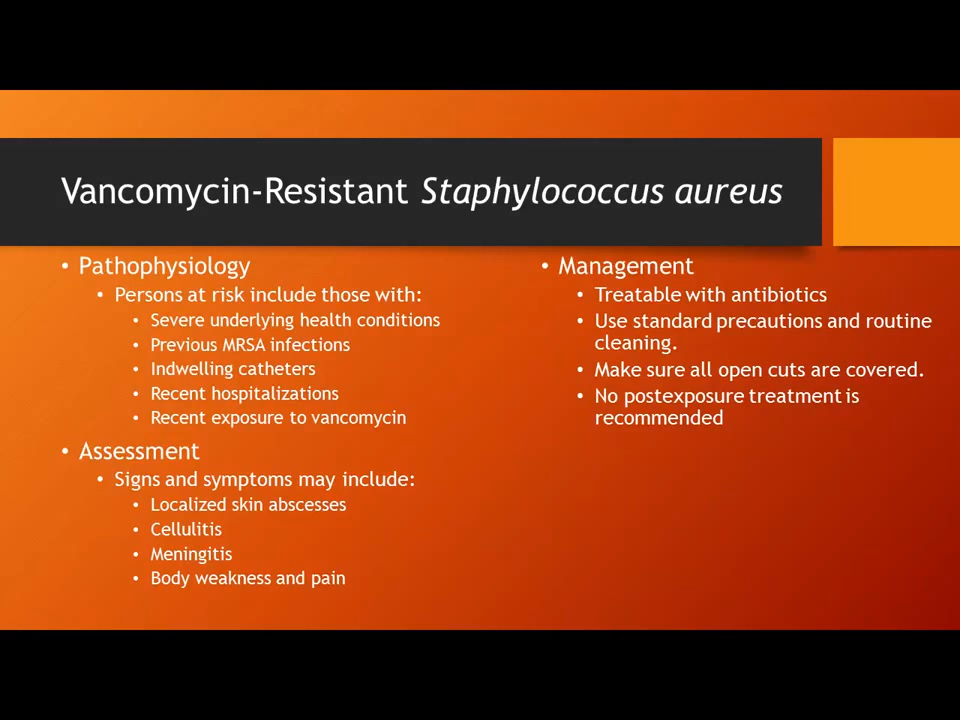 Vancomycin-Resistant Staphylococcus aureus
• Pathophysiology
• Persons at risk include those with:
• Severe underlying health conditions
• Previous MRSA infections
• Indwelling catheters
• Recent hospitalizations
• Recent exposure to vancomycin
• Assessment
• Signs and symptoms may include:
• Localized skin abscesses
• Cellulitis
• Meningitis
• Body weakness and pain
• Management
• Treatable with antibiotics
• Use standard precautions and routine
cleaning.
• Make sure all open cuts are covered.
• No postexposure treatment is
recommended